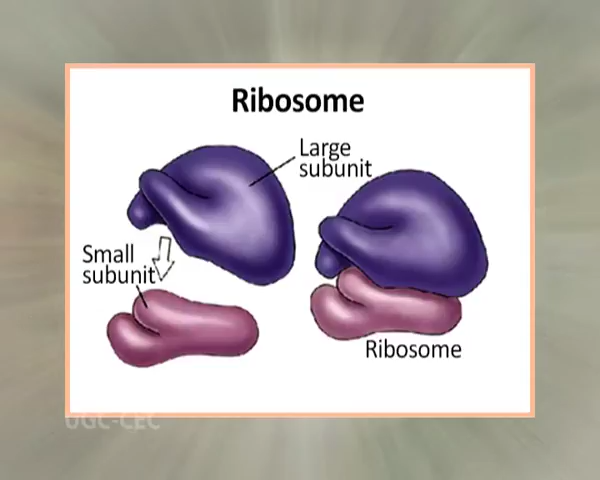 Ribosome
Large
subunit
Small
subunit
Ribosome
UGC-CEC